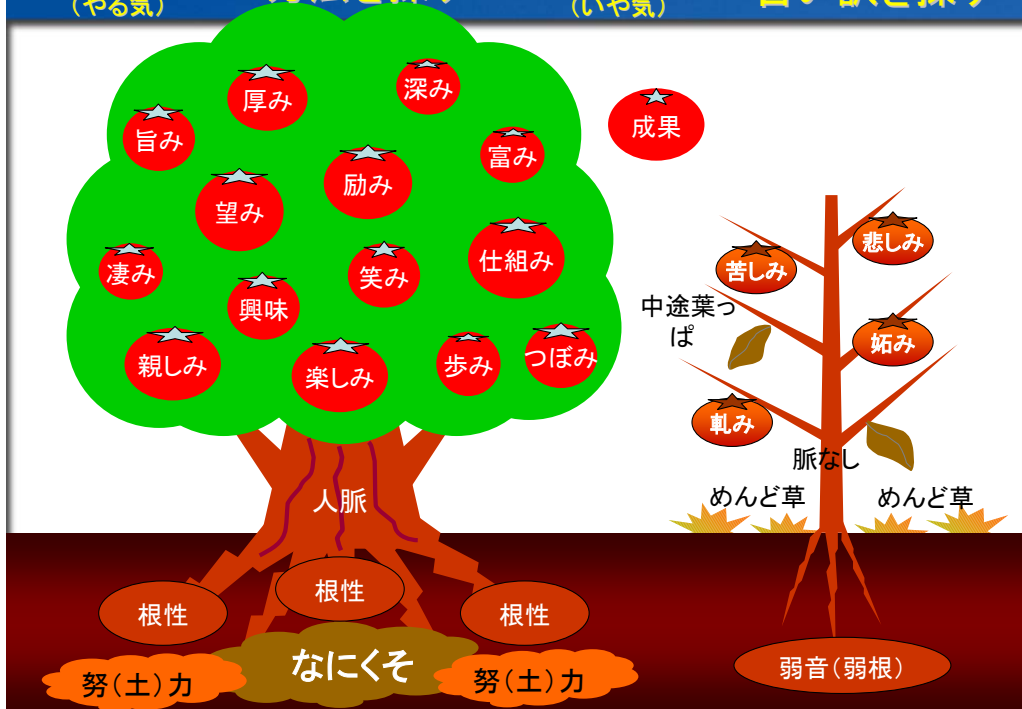 (やる気)
(いや気)
厚み
深み
旨み
富み
成果
励み
望み
仕組み
凄み
笑み
興味
親しみ
楽しみ
歩み
つぼみ
悲しみ
苦しみ
中途葉っ
ぱ
妬み
軋み
脈なし
めんど草
めんど草
人脈
根性
根性
根性
なにくそ
努(土)力
努(土)力
弱音(弱根)